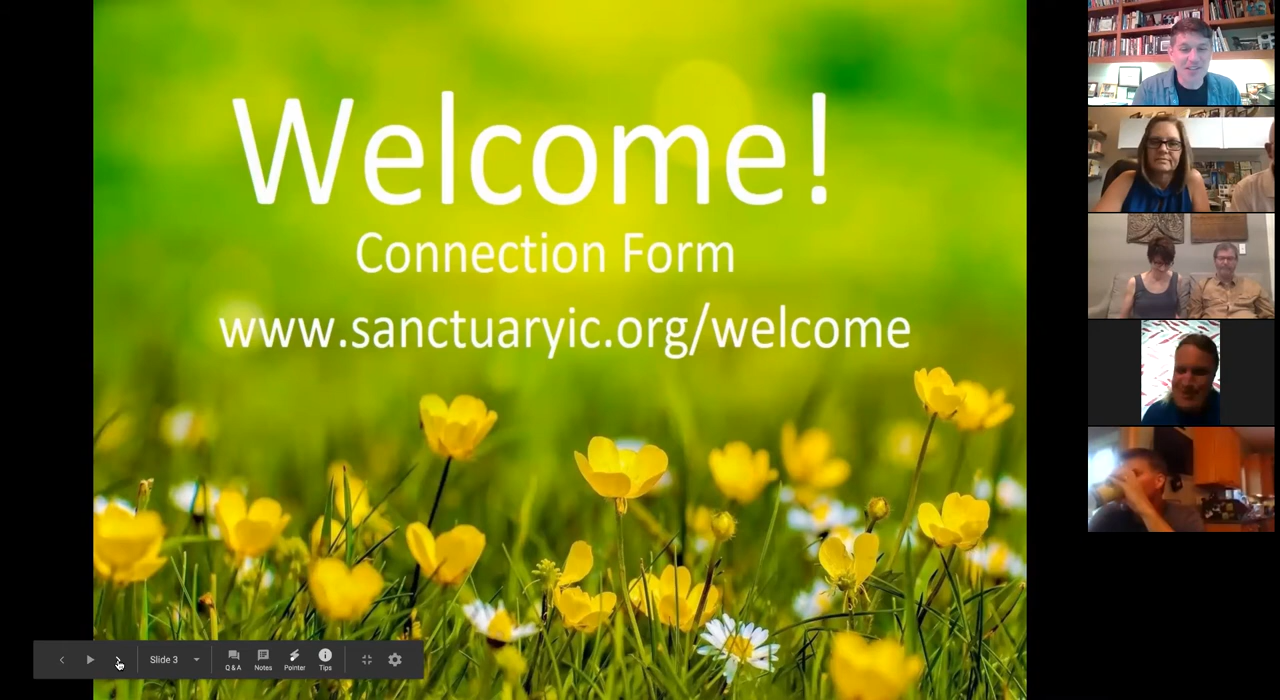 Welcome!
Connection Form
www.sanctuaryic.org/welcome
Slide 3
Q & A
Notes
Pointer
Tips